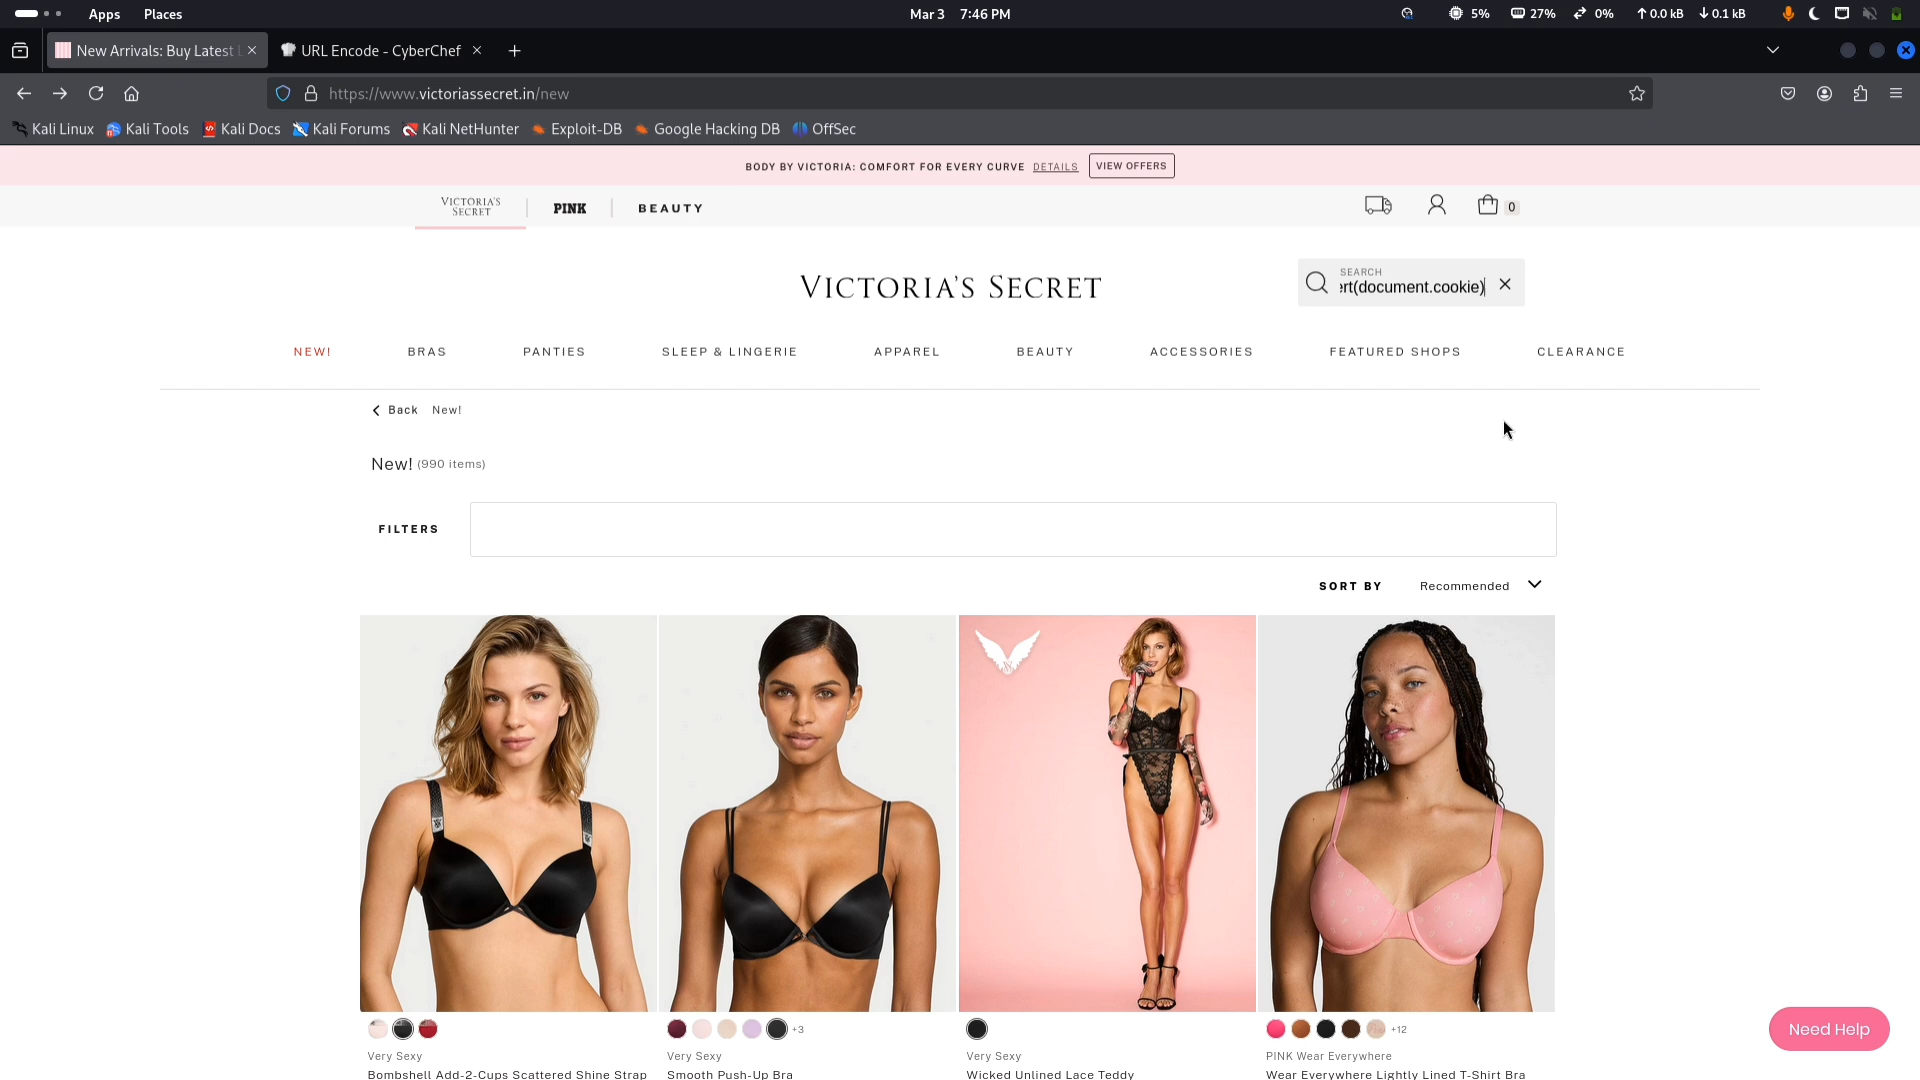 Apps Places Mar 3 7:46 PM 5% 27% 0% 0.0 kB 0.1 kB
New Arrivals: Buy Latest URL Encode - CyberChef
https://www.victoriassecret.in/new
Kali Linux Kali Tools Kali Docs Kali Forums Kali NetHunter Exploit-DB Google Hacking DB OffSec
BODY BY VICTORIA: COMFORT FOR EVERY CURVE DETAILS VIEW OFFERS
VICTORIA'S
SECRET
PINK BEAUTY 0
VICTORIA'S SECRET
SEARCH
ert(document.cookie)
NEW! BRAS PANTIES SLEEP & LINGERIE APPAREL BEAUTY ACCESSORIES FEATURED SHOPS CLEARANCE
Back New!
New! (990 items)
FILTERS
SORT BY Recommended
+3 +12
Need Help
Very Sexy Very Sexy Very Sexy PINK Wear Everywhere
Bombshell Add-2-Cups Scattered Shine Strap Smooth Push-Up Bra Wicked Unlined Lace Teddy Wear Everywhere Lightly Lined T-Shirt Bra